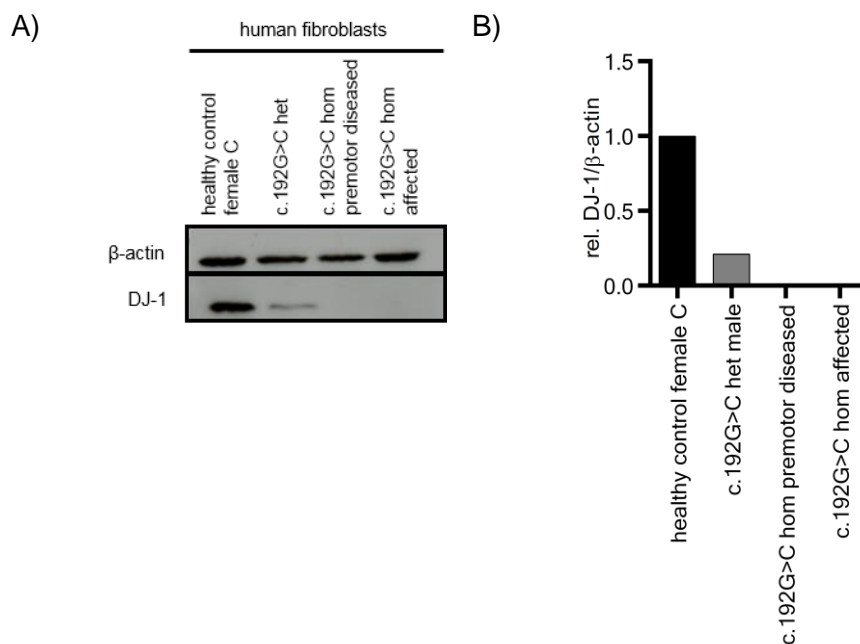 A)
human fibroblasts
healthy control
female C
c.192G>C het
c.192G>C hom
premotor diseased
c.192G>C hom
affected
β-actin
DJ-1
B)
rel. DJ-1/β-actin
1.5
1.0
0.5
0.0
healthy control female C
c.192G>C het male
c.192G>C hom premotor diseased
c.192G>C hom affected